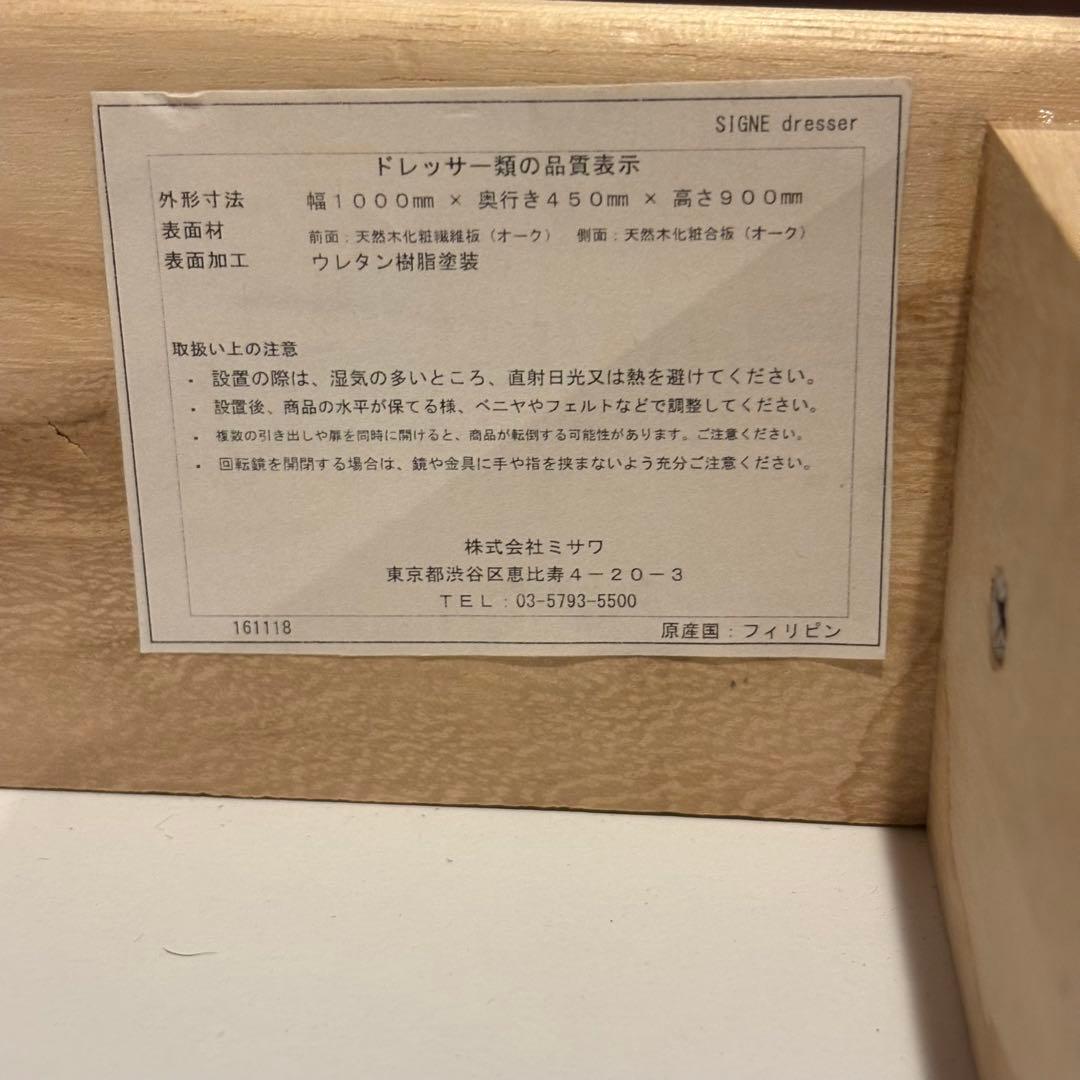 SIGNE dresser
ドレッサー類の品質表示
外形寸法 幅１０００㎜ × 奥行き４５０㎜ × 高さ９００㎜
表面材 前面：天然木化粧繊維板（オーク） 側面：天然木化粧合板（オーク）
表面加工 ウレタン樹脂塗装
取扱い上の注意
・ 設置の際は、湿気の多いところ、直射日光又は熱を避けてください。
・ 設置後、商品の水平が保てる様、ベニヤやフェルトなどで調整してください。
・ 複数の引き出しや扉を同時に開けると、商品が転倒する可能性があります。ご注意ください。
・ 回転鏡を開閉する場合は、鏡や金具に手や指を挟まないよう充分ご注意ください。
株式会社ミサワ
東京都渋谷区恵比寿４－２０－３
ＴＥＬ：03-5793-5500
161118 原産国：フィリピン